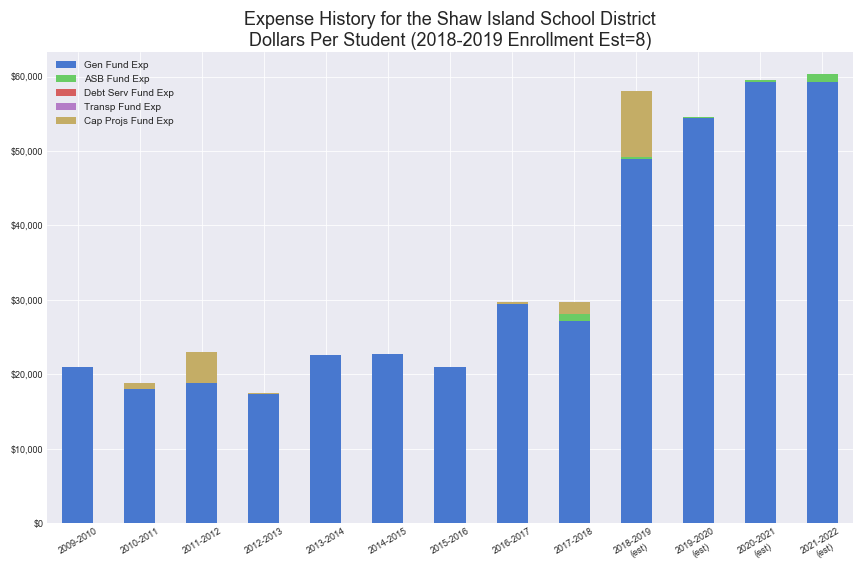 Expense History for the Shaw Island School District
Dollars Per Student (2018-2019 Enrollment Est=8)
Gen Fund Exp
ASB Fund Exp
Debt Serv Fund Exp
Transp Fund Exp
Cap Projs Fund Exp
$60,000
$50,000
$40,000
$30,000
$20,000
$10,000
$0
2009-2010
2010-2011
2011-2012
2012-2013
2013-2014
2014-2015
2015-2016
2016-2017
2017-2018
2018-2019
(est)
2019-2020
(est)
2020-2021
(est)
2021-2022
(est)